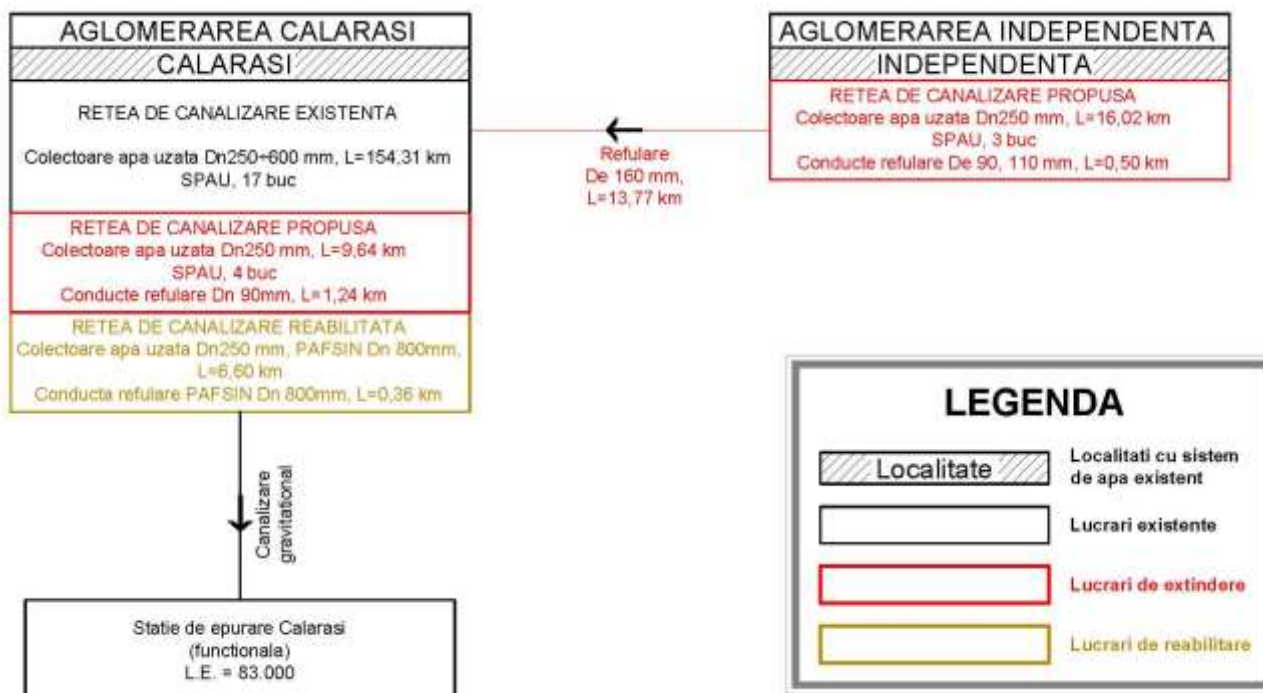 AGLOMERAREA CALARASI
CALARASI
RETEA DE CANALIZARE EXISTENTA
Colectoare apa uzata Dn250÷600 mm, L=154,31 km
SPAU, 17 buc
RETEA DE CANALIZARE PROPUSA
Colectoare apa uzata Dn250 mm, L=9,64 km
SPAU, 4 buc
Conducte refulare Dn 90mm, L=1,24 km
RETEA DE CANALIZARE REABILITATA
Colectoare apa uzata Dn250 mm, PAFSIN Dn 800mm,
L=6,60 km
Conducta refulare PAFSIN Dn 800mm, L=0,36 km
Refulare
De 160 mm,
L=13,77 km
AGLOMERAREA INDEPENDENTA
INDEPENDENTA
RETEA DE CANALIZARE PROPUSA
Colectoare apa uzata Dn250 mm, L=16,02 km
SPAU, 3 buc
Conducte refulare De 90, 110 mm, L=0,50 km
Canalizare
gravitational
Statie de epurare Calarasi
(functionala)
L.E. = 83.000
LEGENDA
Localitate
Localitati cu sistem
de apa existent
Lucrari existente
Lucrari de extindere
Lucrari de reabilitare